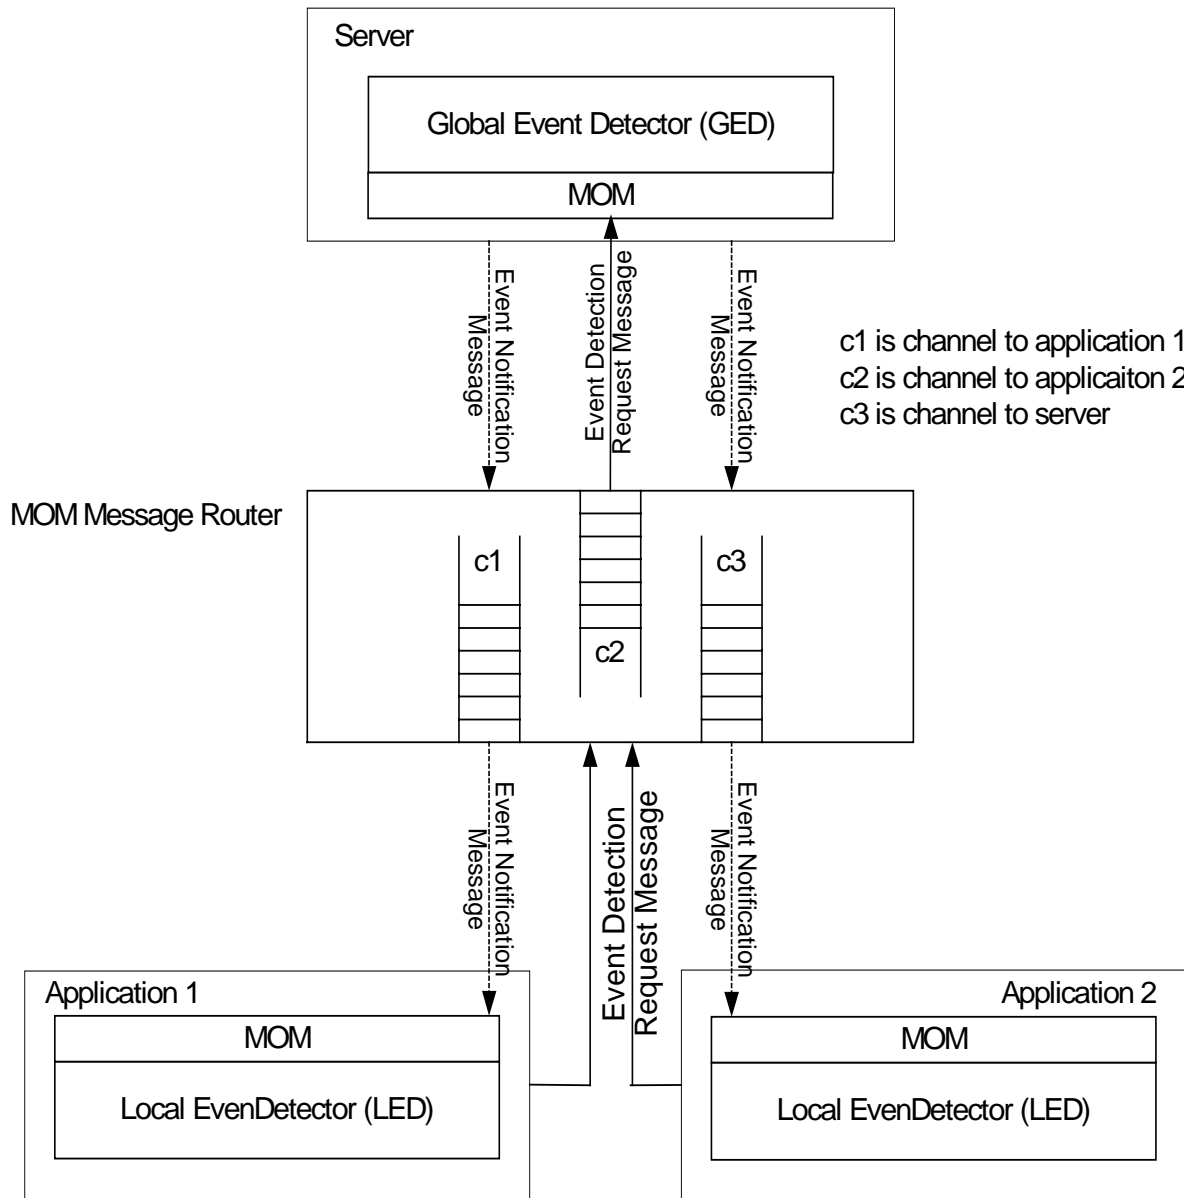 Server
Global Event Detector (GED)
MOM
Event Notification
Message
Event Detection
Request Message
Event Notification
Message
c1 is channel to application 1
c2 is channel to applicaiton 2
c3 is channel to server
MOM Message Router
c1
c2
c3
Event Notification
Message
Event Detection
Request Message
Event Notification
Message
Application 1
MOM
Local EvenDetector (LED)
Application 2
MOM
Local EvenDetector (LED)